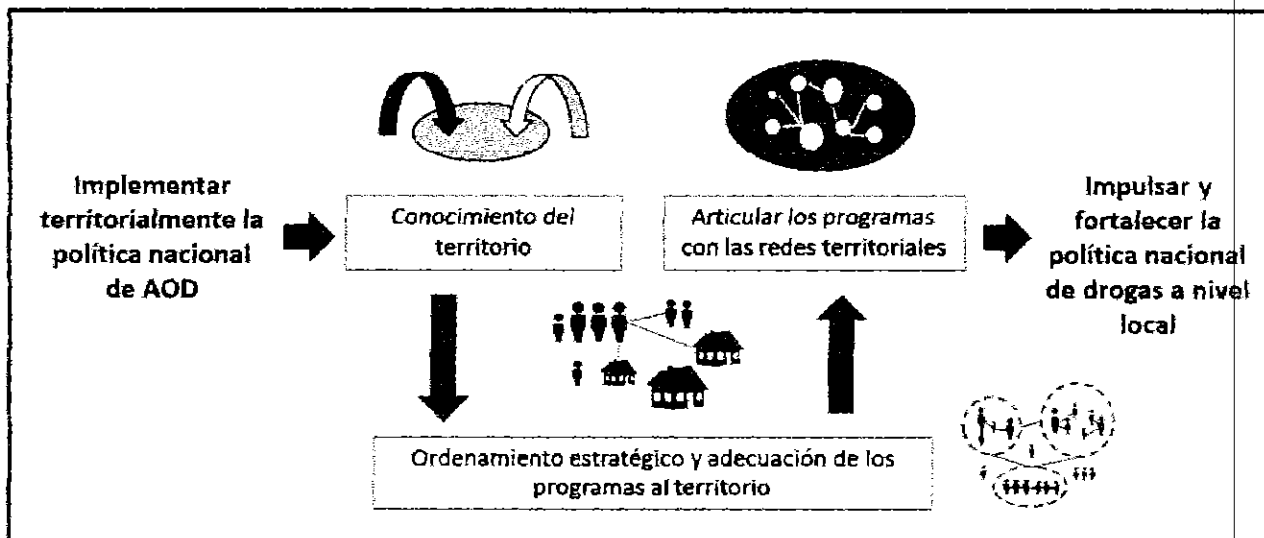 Implementar
territorialmente la
política nacional
de AOD
Conocimiento del
territorio
Articular los programas
con las redes territoriales
Impulsar y
fortalecer la
política nacional
de drogas a nivel
local
Ordenamiento estratégico y adecuación de los
programas al territorio